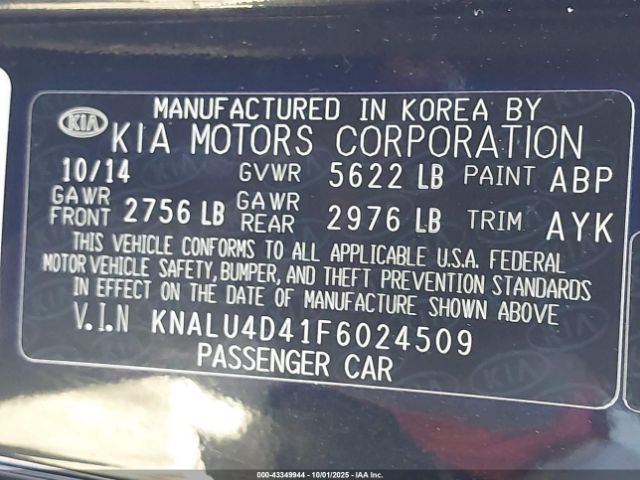 MANUFACTURED IN KOREA BY
KIA KIA MOTORS CORPORATION
10/14 GVWR 5622 LB PAINT ABP
GAWR FRONT 2756 LB GAWR REAR 2976 LB TRIM AYK
THIS VEHICLE CONFORMS TO ALL APPLICABLE U.S.A. FEDERAL
MOTOR VEHICLE SAFETY, BUMPER, AND THEFT PREVENTION STANDARDS
IN EFFECT ON THE DATE OF MANUFACTURE SHOWN ABOVE
V.I.N KNALU4D41F6024509
PASSENGER CAR
000-43349944 - 10/01/2025 - IAAI, Inc.